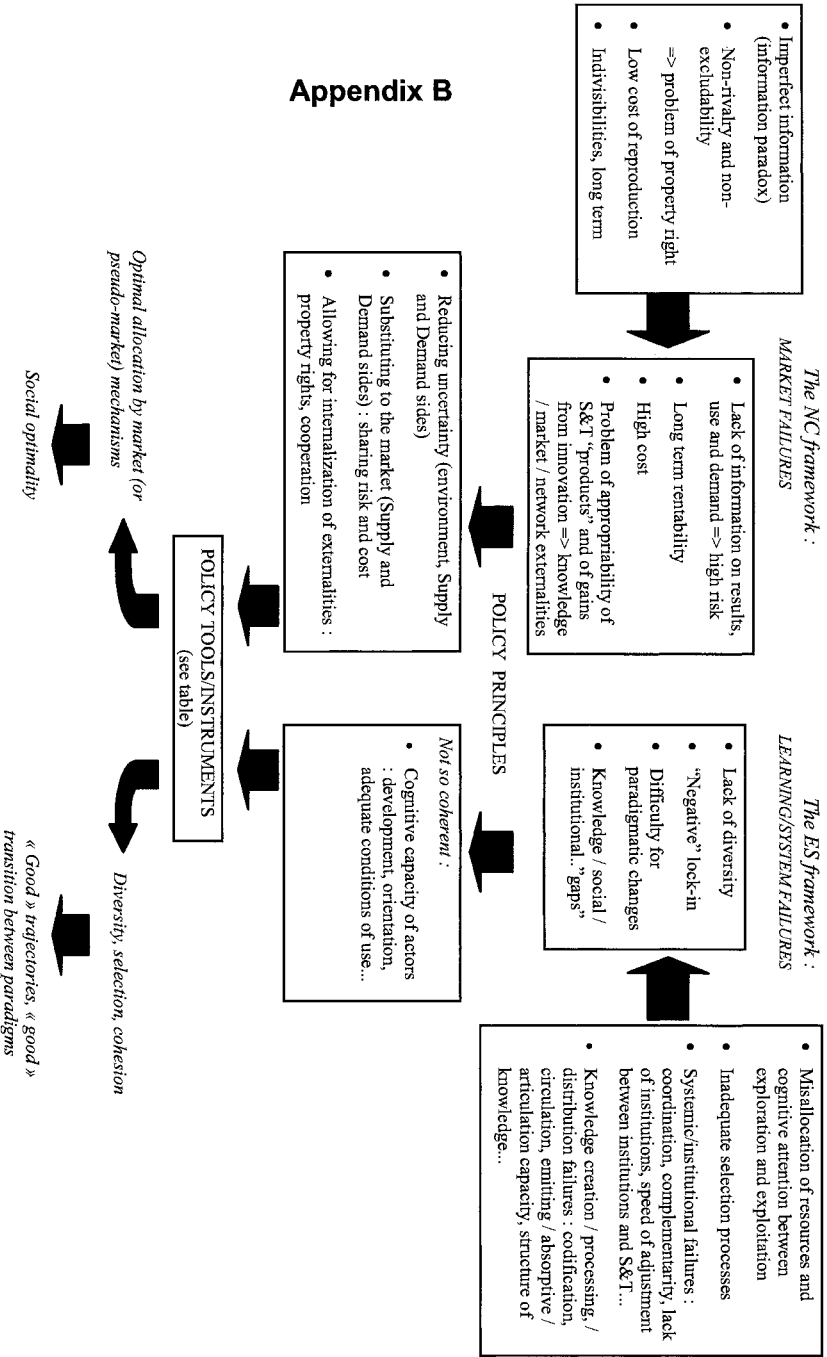 Appendix B
The NC framework :
MARKET FAILURES
• Imperfect information
(information paradox)
• Non-rivalry and non-
excludability
=> problem of property right
• Low cost of reproduction
• Indivisibilities, long term
• Lack of information on results,
use and demand => high risk
• Long term rentability
• High cost
• Problem of appropriability of
S&T “products” and of gains
from innovation => knowledge
/ market / network externalities
The ES framework :
LEARNING/SYSTEM FAILURES
• Lack of diversity
• “Negative” lock-in
• Difficulty for
paradigmatic changes
• Knowledge / social /
institutional.. ”gaps”
• Misallocation of resources and
cognitive attention between
exploration and exploitation
• Inadequate selection processes
• Systemic/institutional failures :
coordination, complementarity, lack
of institutions, speed of adjustment
between institutions and S&T...
• Knowledge creation / processing, /
distribution failures : codification,
circulation, emitting / absorptive /
articulation capacity, structure of
knowledge...
POLICY PRINCIPLES
• Reducing uncertainty (environment, Supply
and Demand sides)
• Substituting to the market (Supply and
Demand sides) : sharing risk and cost
• Allowing for internalization of externalities :
property rights, cooperation
Not so coherent :
• Cognitive capacity of actors
: development, orientation,
adequate conditions of use...
POLICY TOOLS/INSTRUMENTS
(see table)
Optimal allocation by market (or
pseudo-market) mechanisms
Social optimality
Diversity, selection, cohesion
« Good » trajectories, « good »
transition between paradigms